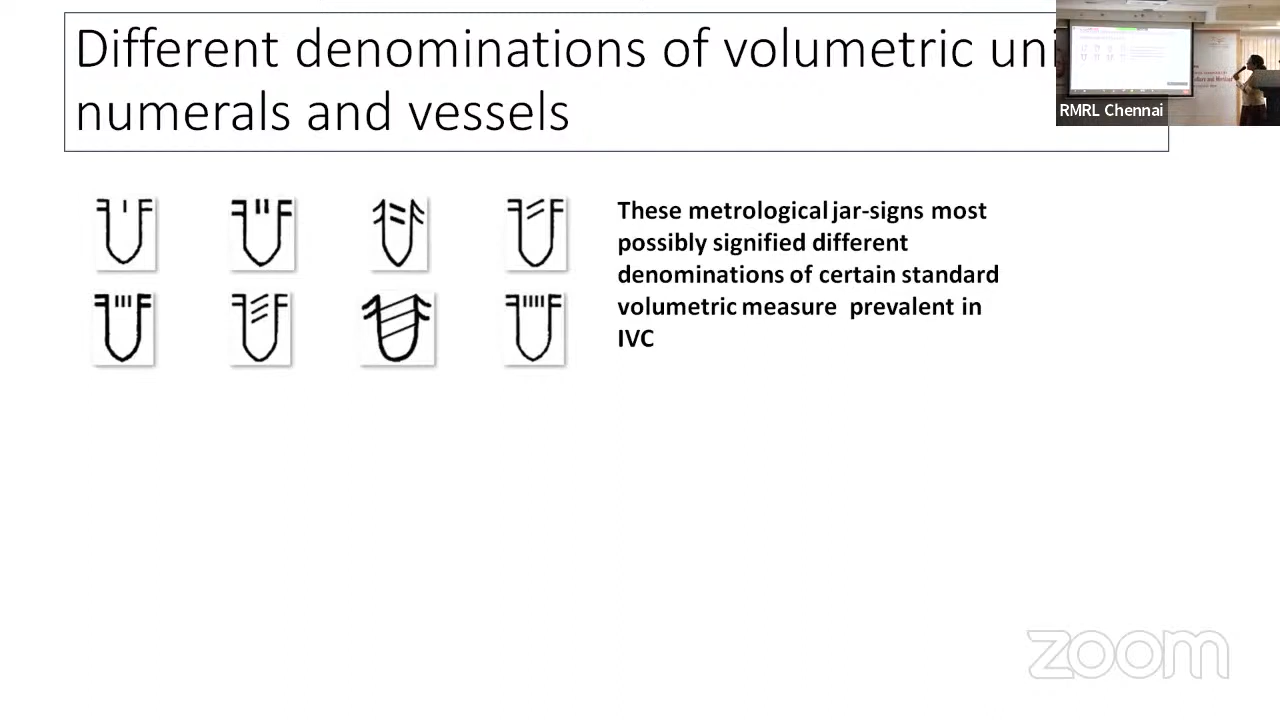 Different denominations of volumetric
numerals and vessels
RMRL Chennai
These metrological jar-signs most
possibly signified different
denominations of certain standard
volumetric measure prevalent in
IVC
zoom